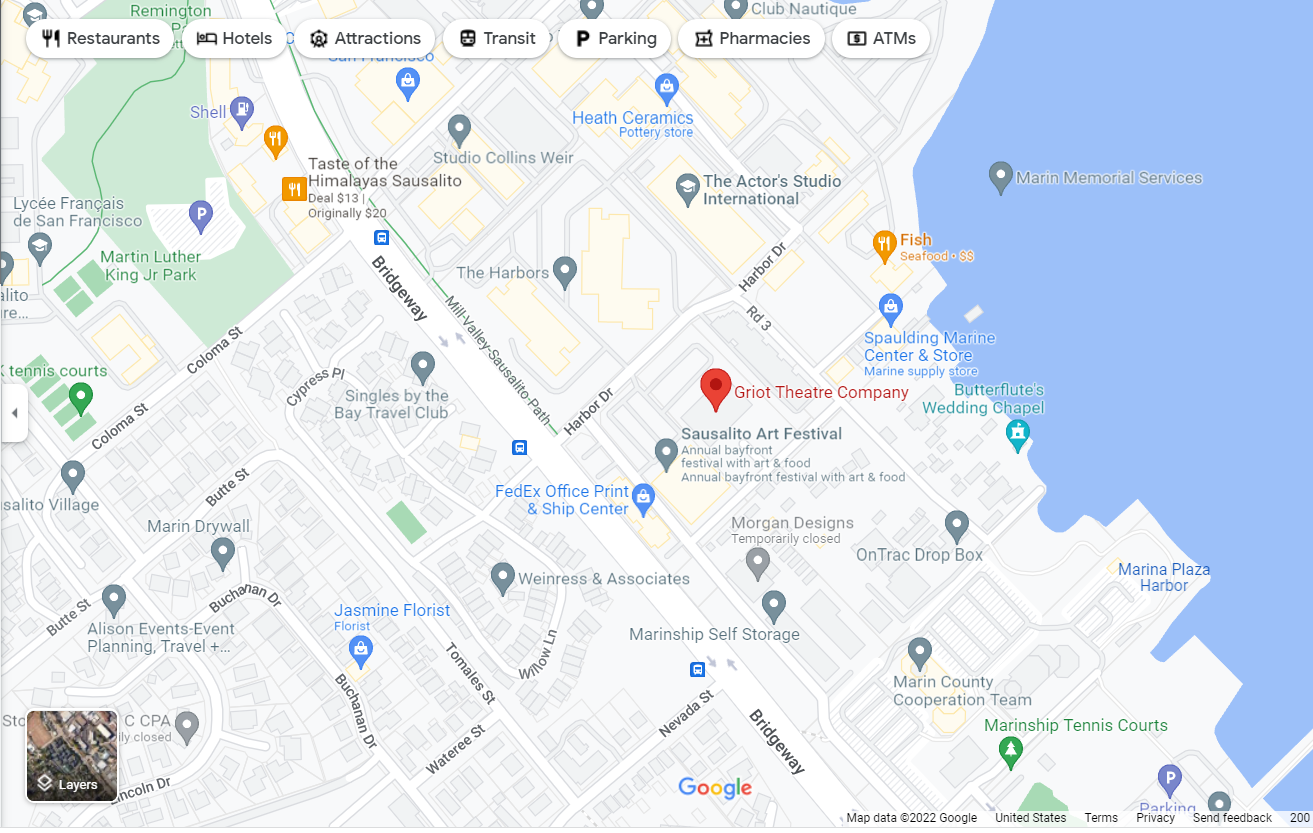 Remington
Club Nautique
Restaurants
Hotels
Attractions
Transit
Parking
Pharmacies
ATMs
San Francisco
Shell
Heath Ceramics
Pottery store
Studio Collins Weir
Taste of the
Himalayas Sausalito
Deal $13 |
Originally $20
The Actor's Studio
International
Marin Memorial Services
Lycée Français
de San Francisco
Martin Luther
King Jr Park
Fish
Seafood • $$
The Harbors
Harbor Dr
Bridgeway
Mill-Valley-Sausalito-Path
Rd 3
Coloma St
Spaulding Marine
Center & Store
Marine supply store
tennis courts
Cypress Pl
Singles by the
Bay Travel Club
Harbor Dr
Griot Theatre Company
Butterflute's
Wedding Chapel
Coloma St
Sausalito Art Festival
Annual bayfront
festival with art & food
Annual bayfront festival with art & food
Butte St
FedEx Office Print
& Ship Center
Village
Marin Drywall
Morgan Designs
Temporarily closed
OnTrac Drop Box
Weinress & Associates
Marina Plaza
Harbor
Buchanan Dr
Butte St
Jasmine Florist
Florist
Alison Events-Event
Planning, Travel +...
Marinship Self Storage
Willow Ln
Tomales St
Marin County
Cooperation Team
Buchanan Dr
Nevada St
C CPA
closed
Marinship Tennis Courts
Bridgeway
Wateree St
Layers
Lincoln Dr
Google
Parking
Map data ©2022 Google
United States
Terms
Privacy
Send feedback
200